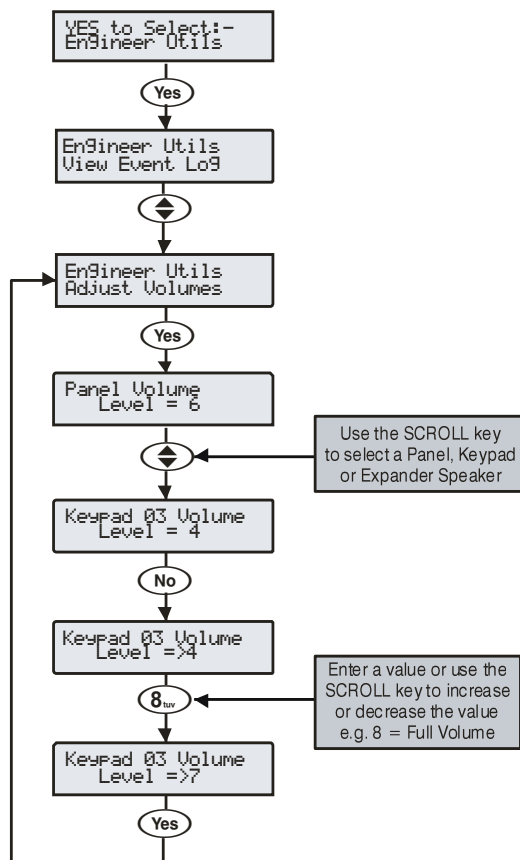 YES to Select:-
Engineer Utils
Yes
Engineer Utils
View Event Log
Engineer Utils
Adjust Volumes
Yes
Panel Volume
Level = 6
Use the SCROLL key
to select a Panel, Keypad
or Expander Speaker
Keypad 03 Volume
Level = 4
No
Keypad 03 Volume
Level =>4
8tuv
Enter a value or use the
SCROLL key to increase
or decrease the value
e.g. 8 = Full Volume
Keypad 03 Volume
Level =>7
Yes